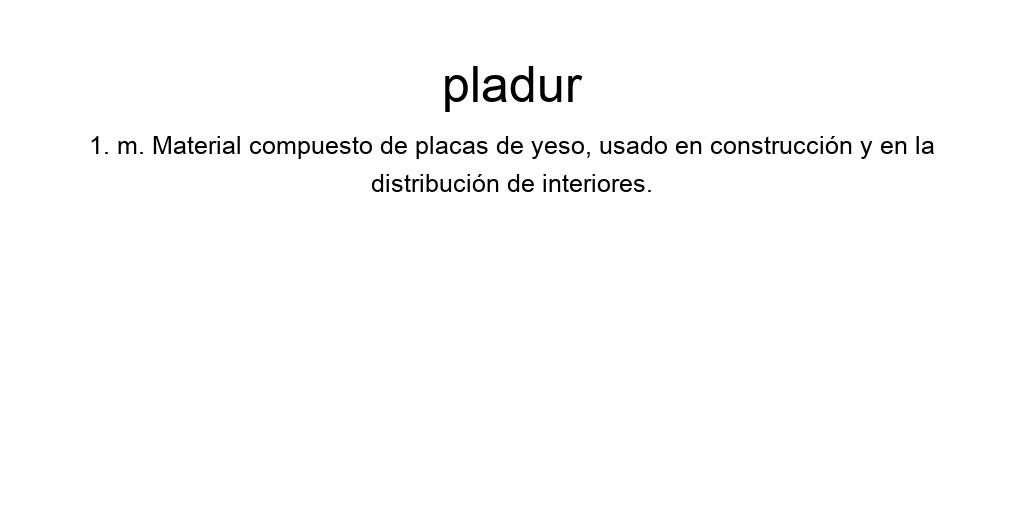 pladur
1. m. Material compuesto de placas de yeso, usado en construcción y en la
distribución de interiores.